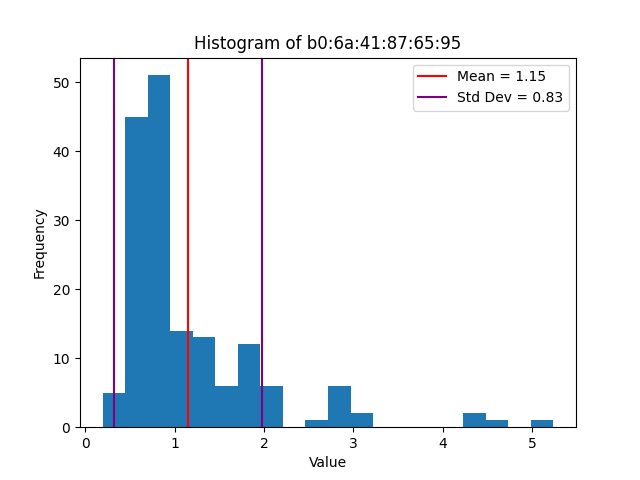 Histogram of b0:6a:41:87:65:95
Mean = 1.15
Std Dev = 0.83
50
40
30
20
10
0
Frequency
0 1 2 3 4 5
Value